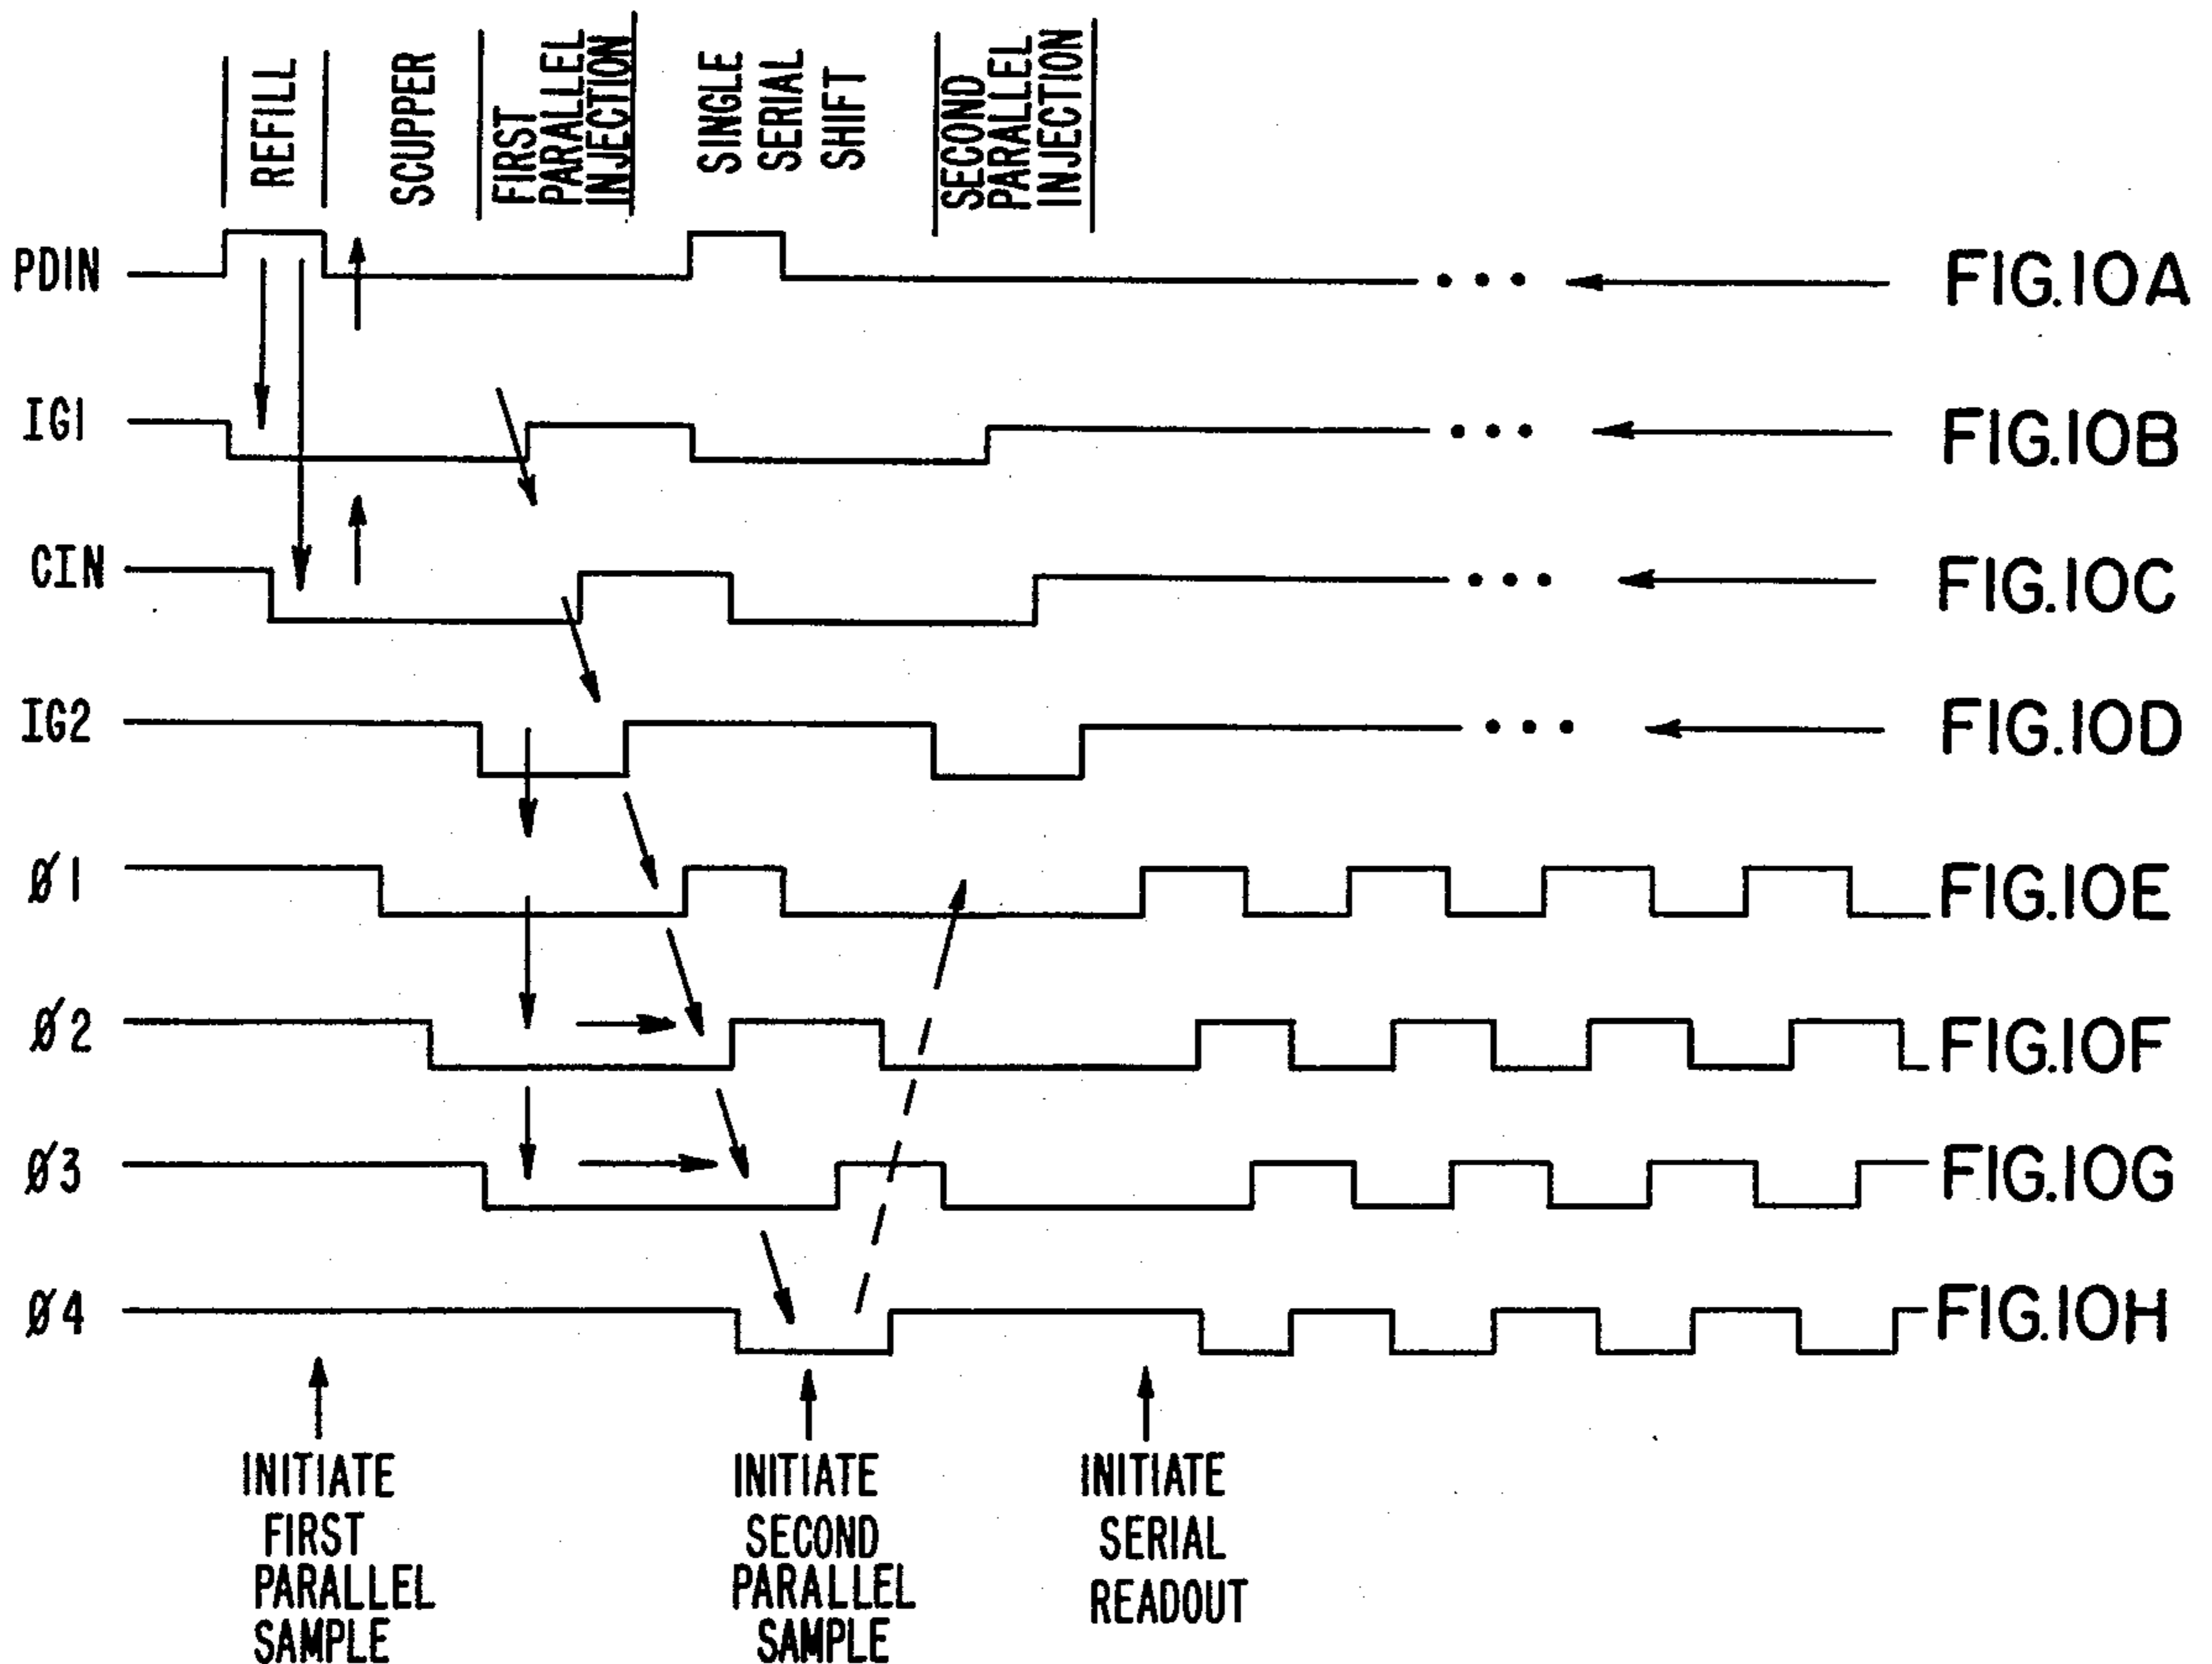 REFILL
SCUPPER
FIRST
PARALLEL
INJECTION
SINGLE
SERIAL
SHIFT
SECOND
PARALLEL
INJECTION
PDIN
FIG.10A
IG1
FIG.10B
CIN
FIG.10C
IG2
FIG.10D
Ø1
FIG.10E
Ø2
FIG.10F
Ø3
FIG.10G
Ø4
FIG.10H
INITIATE
FIRST
PARALLEL
SAMPLE
INITIATE
SECOND
PARALLEL
SAMPLE
INITIATE
SERIAL
READOUT